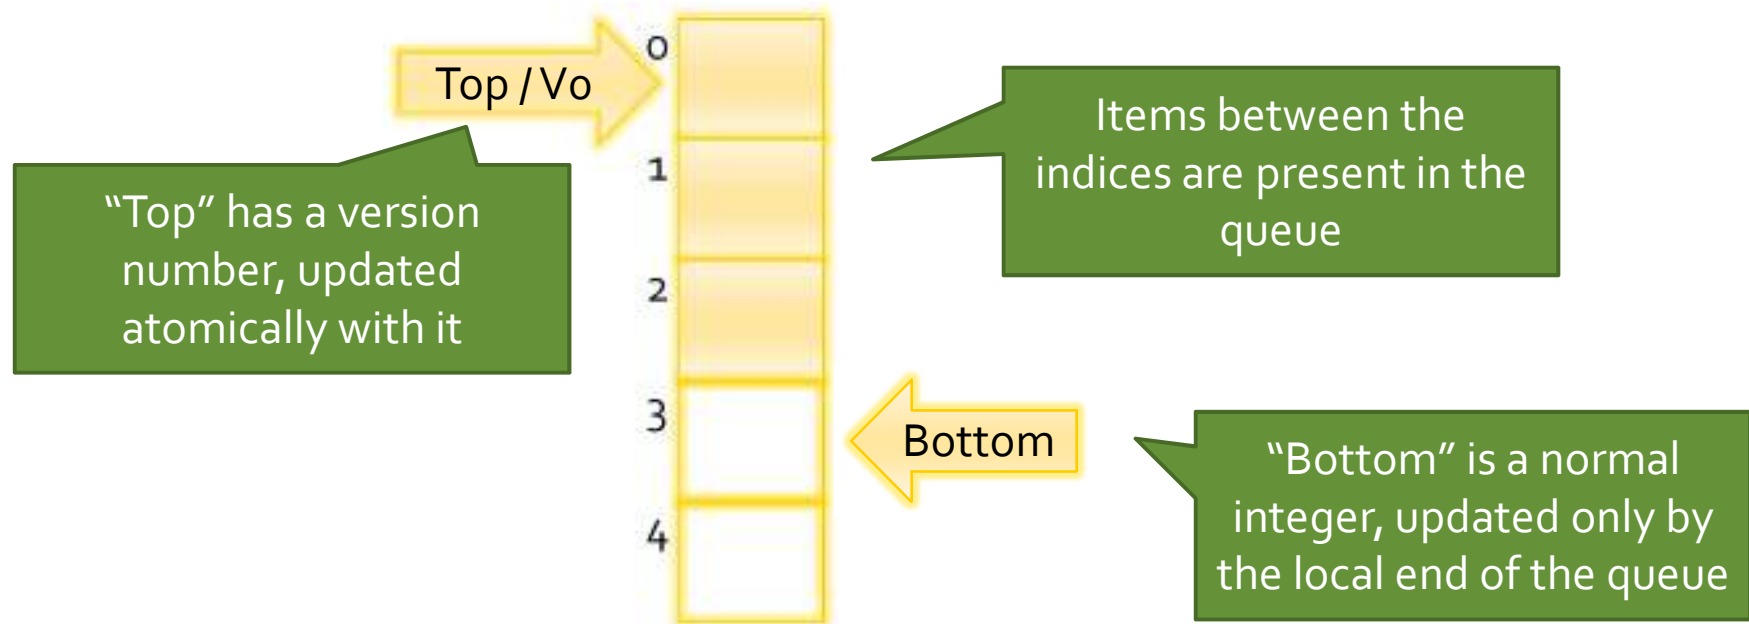 0
Top / V0
1
2
3
4
“Top” has a version
number, updated
atomically with it
Items between the
indices are present in the
queue
Bottom
“Bottom” is a normal
integer, updated only by
the local end of the queue